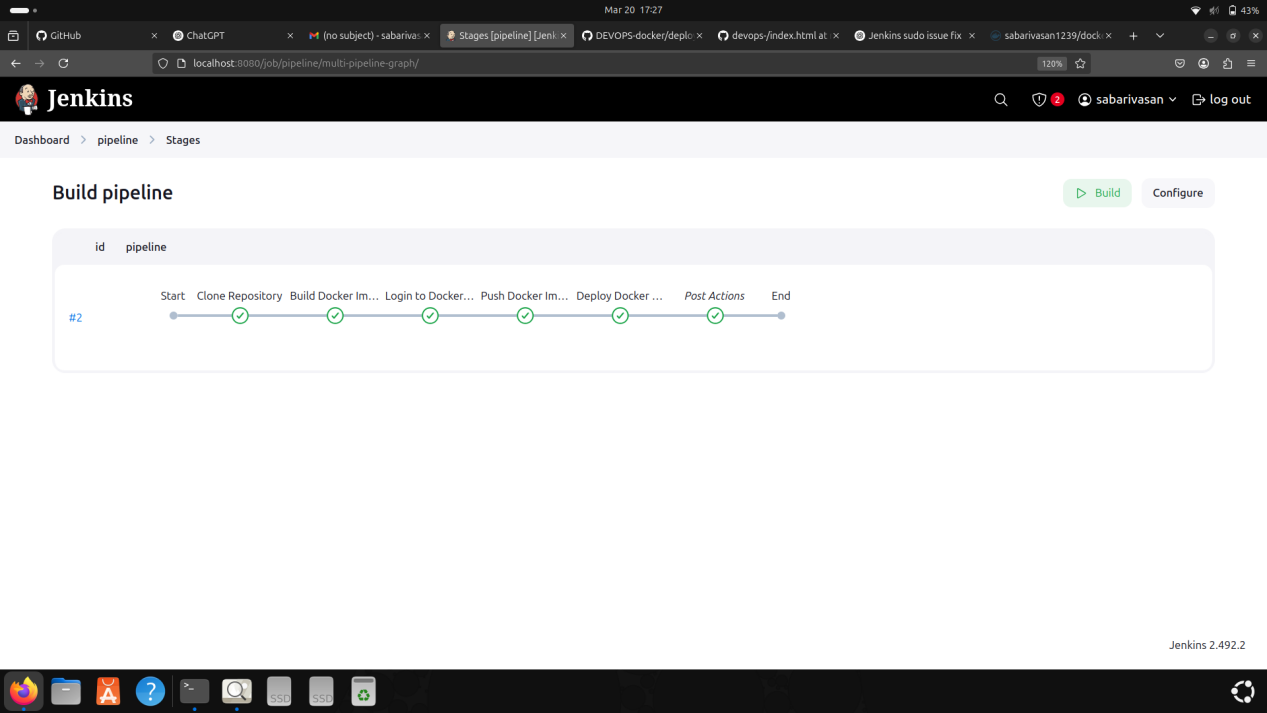 Mar 20 17:27
43%
GitHub
ChatGPT
(no subject) - sabarivas
Stages [pipeline] [Jenk
DEVOPS-docker/deplo
devops-/index.html at
Jenkins sudo issue fix
sabarivasan1239/docke
localhost:8080/job/pipeline/multi-pipeline-graph/
120%
Jenkins
2
sabarivasan
log out
Dashboard
pipeline
Stages
Build pipeline
Build
Configure
id
pipeline
Start
Clone Repository
Build Docker Im...
Login to Docker...
Push Docker Im...
Deploy Docker ...
Post Actions
End
#2
Jenkins 2.492.2
SSD
SSD